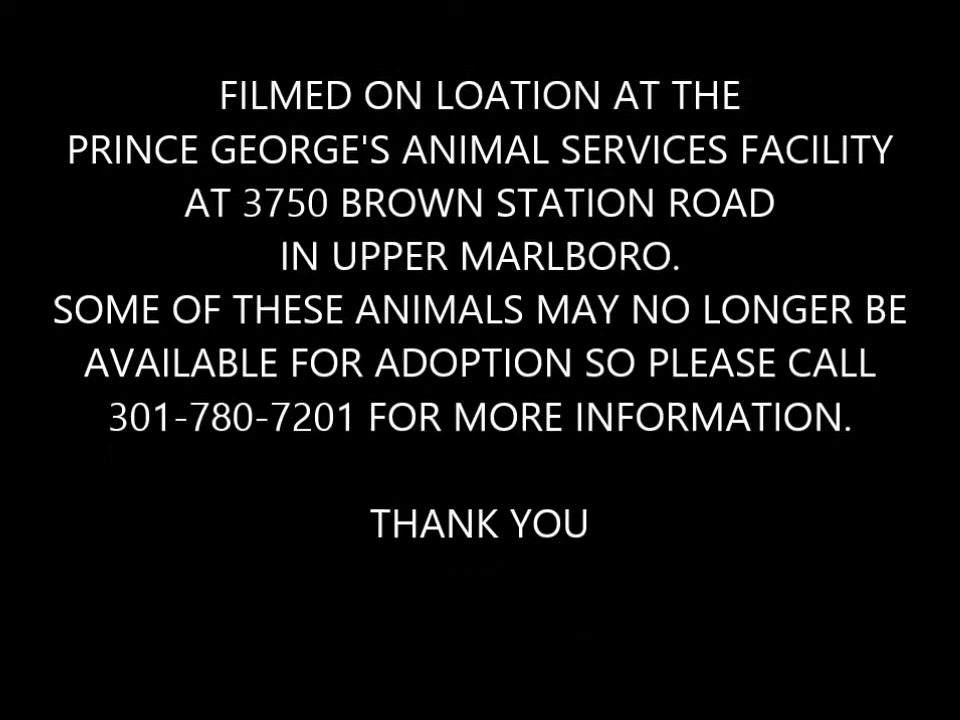 FILMED ON LOATION AT THE
PRINCE GEORGE'S ANIMAL SERVICES FACILITY
AT 3750 BROWN STATION ROAD
IN UPPER MARLBORO.
SOME OF THESE ANIMALS MAY NO LONGER BE
AVAILABLE FOR ADOPTION SO PLEASE CALL
301-780-7201 FOR MORE INFORMATION.
THANK YOU